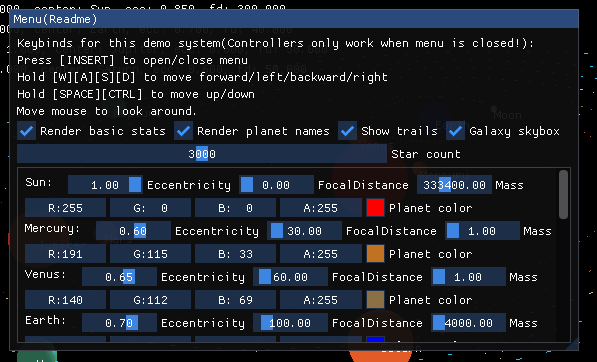 000, center: Sun, ecc: 0.850, fd: 300.000
Menu(Readme)
Keybinds for this demo system(Controllers only work when menu is closed!):
Press [INSERT] to open/close menu
Hold [W][A][S][D] to move forward/left/backward/right
Hold [SPACE][CTRL] to move up/down
Move mouse to look around.
Render basic stats Render planet names Show trails Galaxy skybox
3000 Star count
Sun: 1.00 Eccentricity 0.00 FocalDistance 333400.00 Mass
R:255 G: 0 B: 0 A:255 Planet color
Mercury: 0.60 Eccentricity 30.00 FocalDistance 1.00 Mass
R:191 G:115 B: 33 A:255 Planet color
Venus: 0.65 Eccentricity 60.00 FocalDistance 1.00 Mass
R:140 G:112 B: 69 A:255 Planet color
Earth: 0.70 Eccentricity 100.00 FocalDistance 4000.00 Mass
Moon